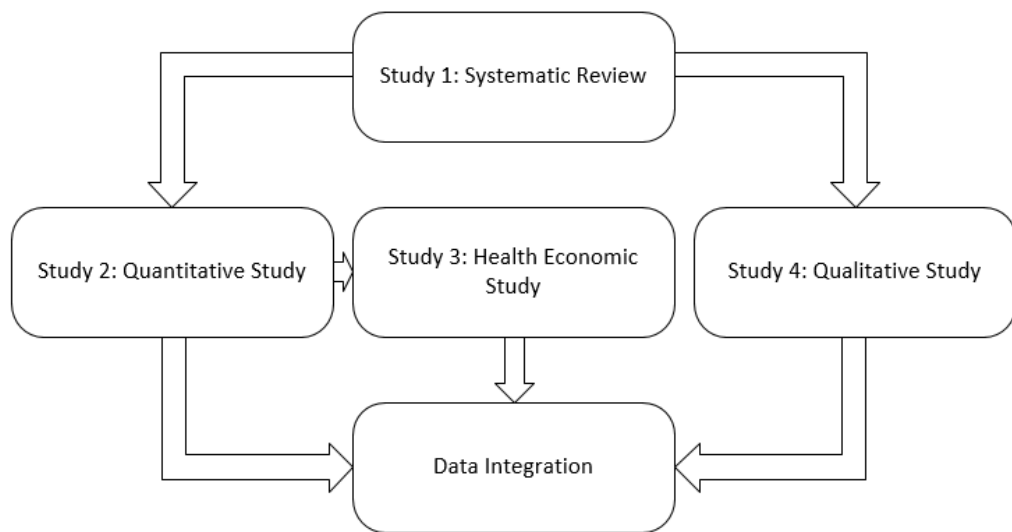 Study 1: Systematic Review
Study 2: Quantitative Study
Study 3: Health Economic
Study
Study 4: Qualitative Study
Data Integration